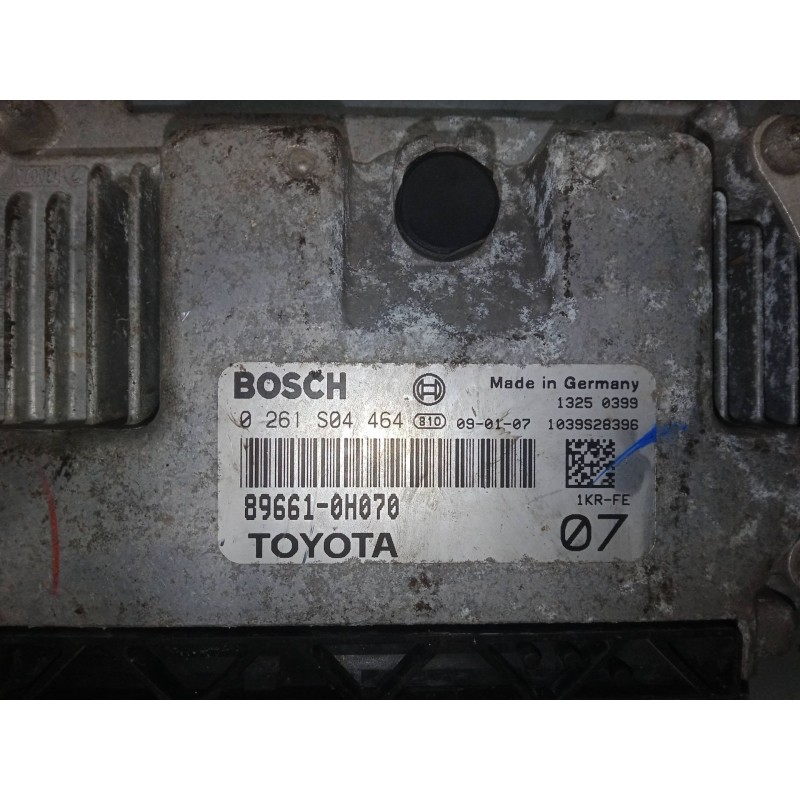 BOSCH Made in Germany
1325 0399
0 261 S04 464 810 09-01-07 1039S28396
89661-0H070 1KR-FE
TOYOTA 07